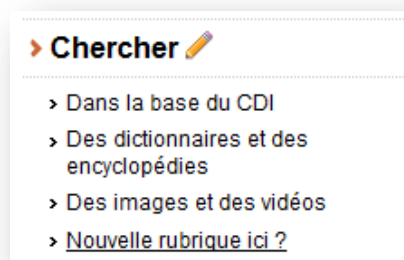 Chercher
Dans la base du CDI
Des dictionnaires et des
encyclopédies
Des images et des vidéos
Nouvelle rubrique ici ?